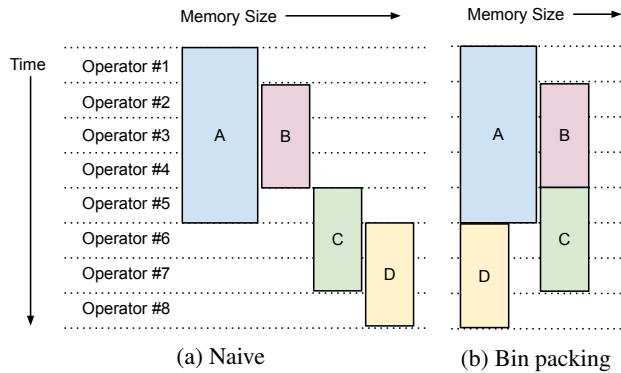 Memory Size
Memory Size
Time
Operator #1
Operator #2
Operator #3
Operator #4
Operator #5
Operator #6
Operator #7
Operator #8
A
B
C
D
A
B
C
D
(a) Naive
(b) Bin packing